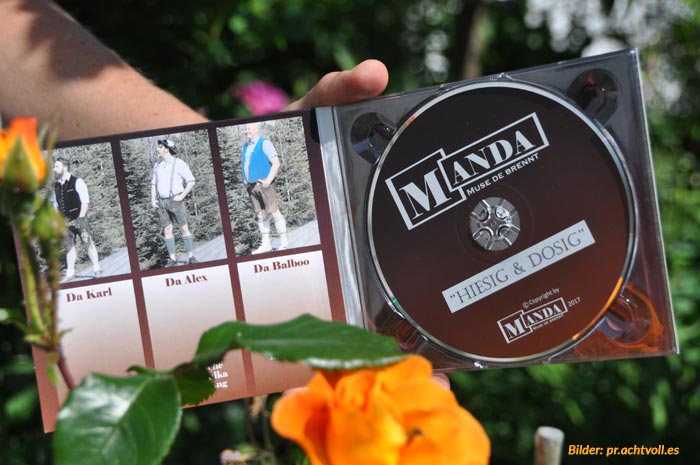 Da Karl
Da Alex
Da Balboo
MANDA
MUSE DE BRENNT
"HIESIG & DOSIG"
© Copyright by
2017
MANDA
MUSE DE BRENNT
Bilder: pr.achtvoll.es